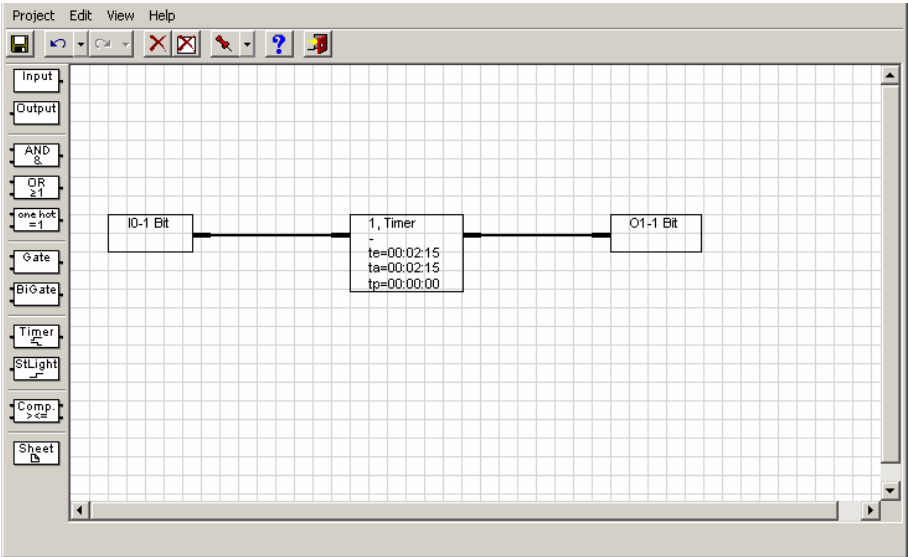 Project Edit View Help
Input
Output
AND
&
OR
≥1
one hot
=1
Gate
BiGate
Timer
StLight
Comp.
><=
Sheet
I0-1 Bit
1, Timer
-
te=00:02:15
ta=00:02:15
tp=00:00:00
O1-1 Bit